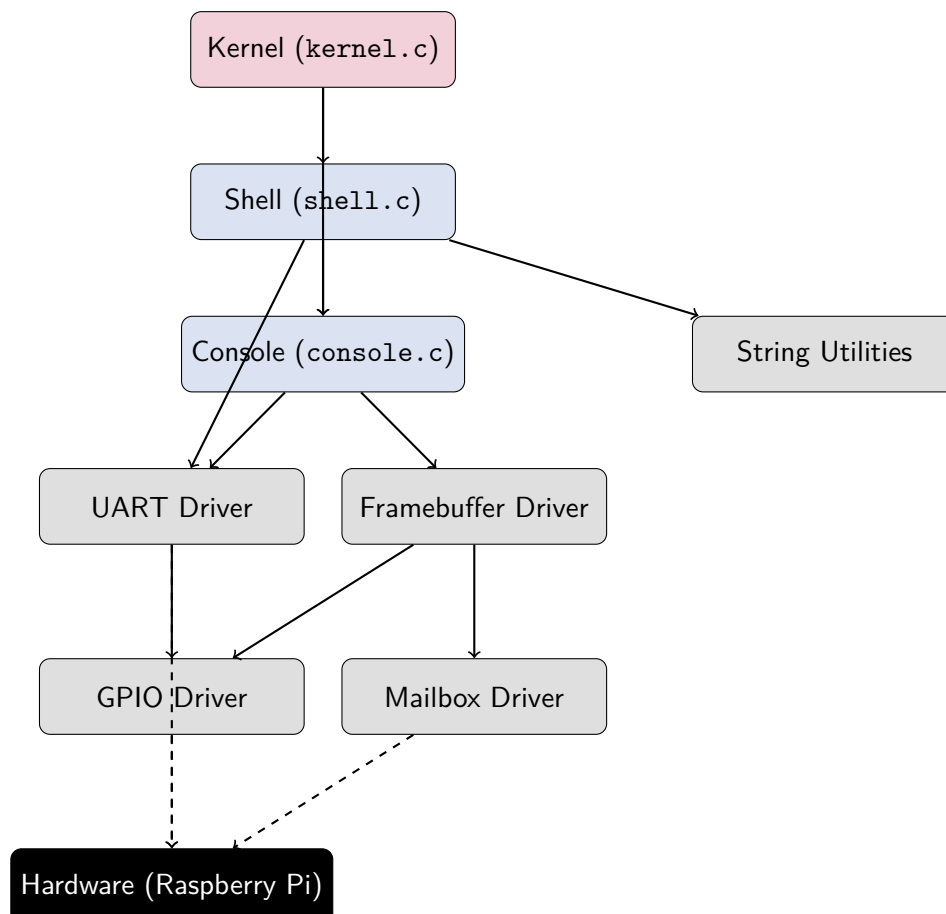 Kernel (kernel.c)
Shell (shell.c)
Console (console.c)
String Utilities
UART Driver
Framebuffer Driver
GPIO Driver
Mailbox Driver
Hardware (Raspberry Pi)